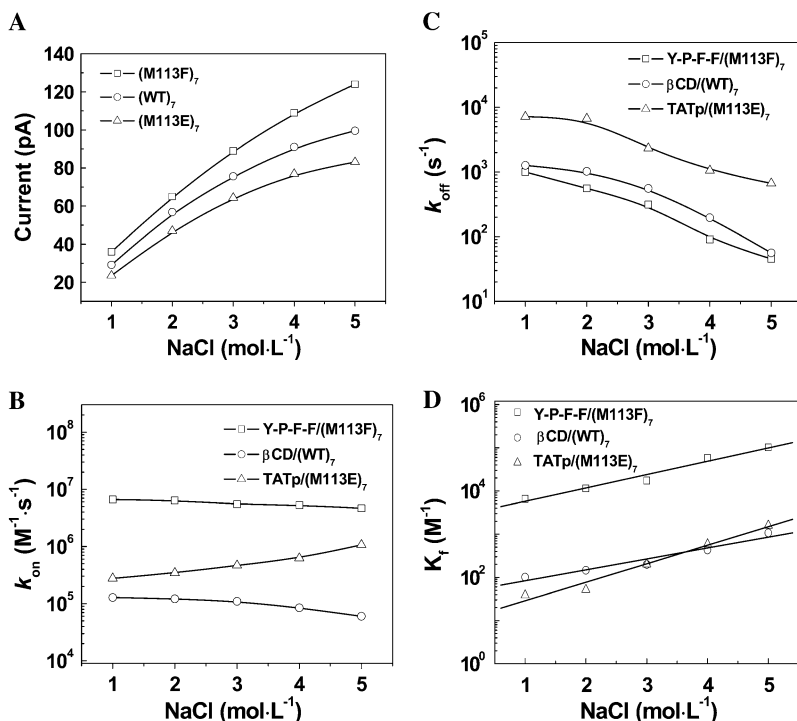 A
140
120
100
80
60
40
20
Current (pA)
(M113F)₇
(WT)₇
(M113E)₇
1 2 3 4 5
NaCl (mol·L⁻¹)
B
10⁸
10⁷
10⁶
10⁵
10⁴
k_on (M⁻¹·s⁻¹)
Y-P-F-F/(M113F)₇
βCD/(WT)₇
TATp/(M113E)₇
1 2 3 4 5
NaCl (mol·L⁻¹)
C
10⁵
10⁴
10³
10²
10¹
k_off (s⁻¹)
Y-P-F-F/(M113F)₇
βCD/(WT)₇
TATp/(M113E)₇
1 2 3 4 5
NaCl (mol·L⁻¹)
D
10⁶
10⁴
10²
10⁰
K_f (M⁻¹)
Y-P-F-F/(M113F)₇
βCD/(WT)₇
TATp/(M113E)₇
1 2 3 4 5
NaCl (mol·L⁻¹)